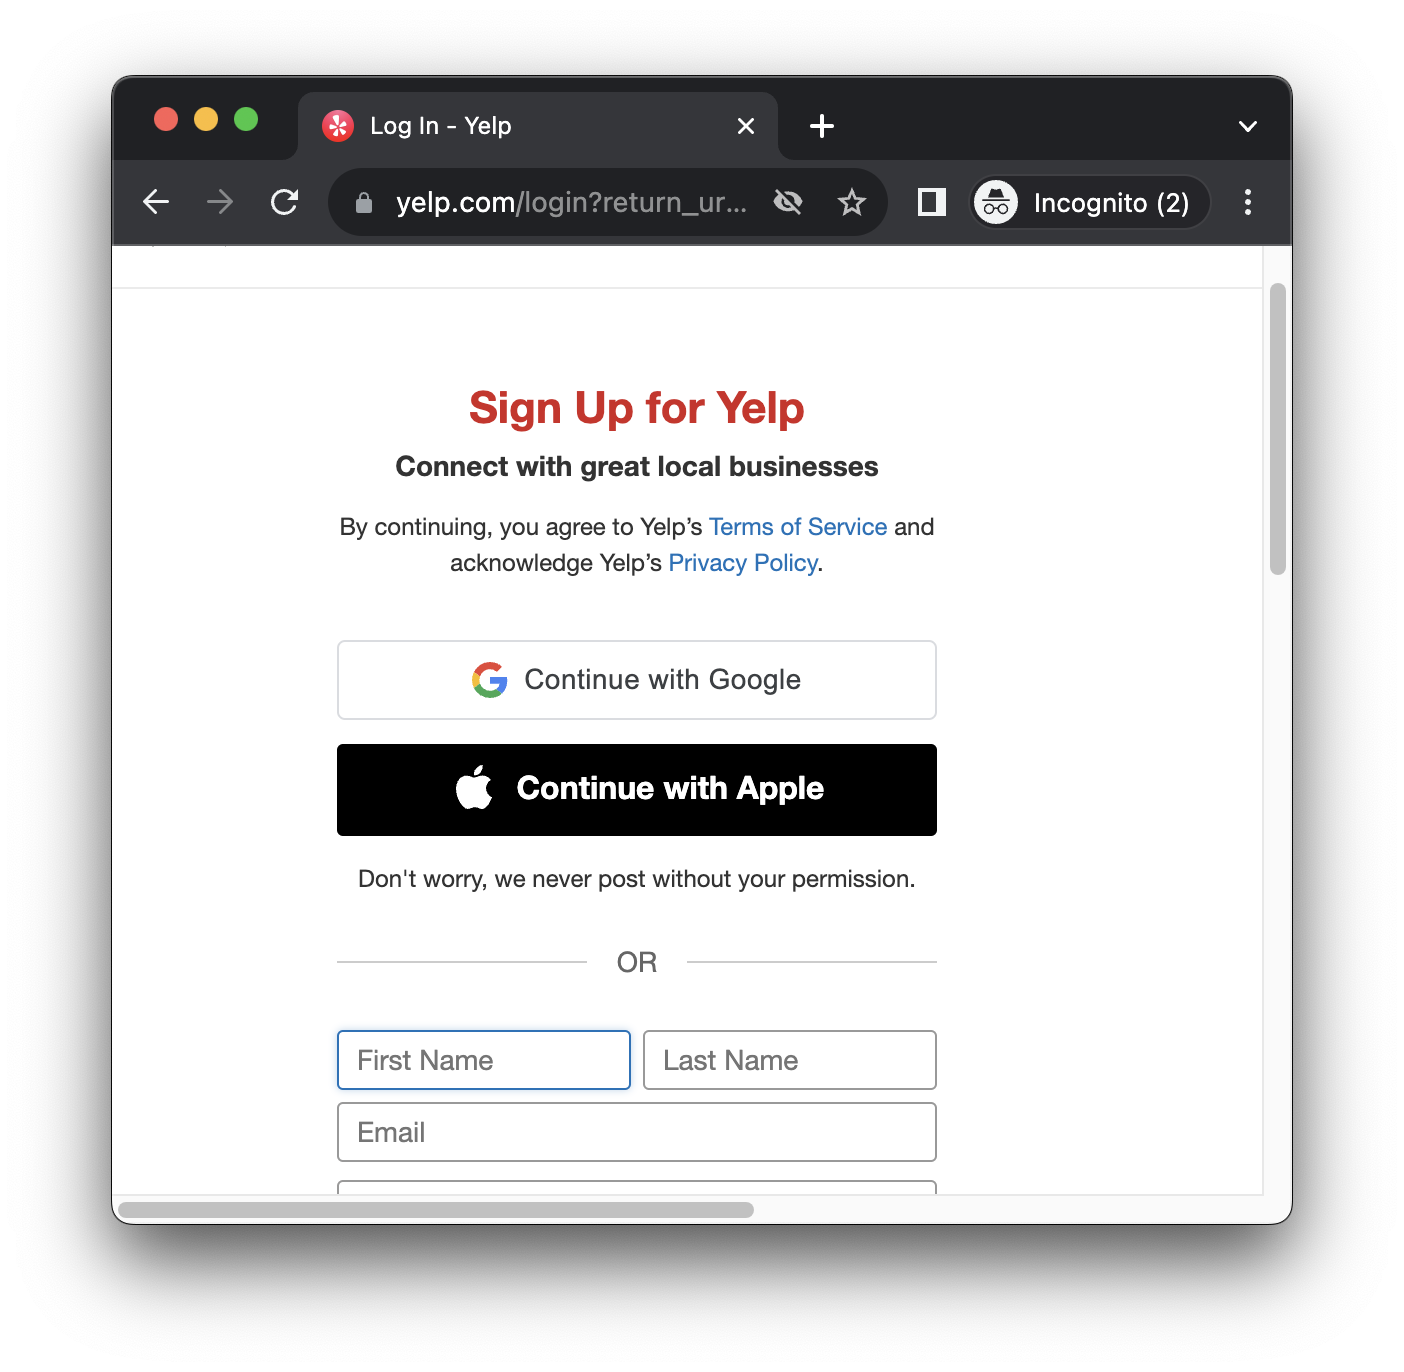 Log In - Yelp
yelp.com/login?return_ur...
Incognito (2)
Sign Up for Yelp
Connect with great local businesses
By continuing, you agree to Yelp’s Terms of Service and
acknowledge Yelp’s Privacy Policy.
Continue with Google
Continue with Apple
Don't worry, we never post without your permission.
OR
First Name
Last Name
Email